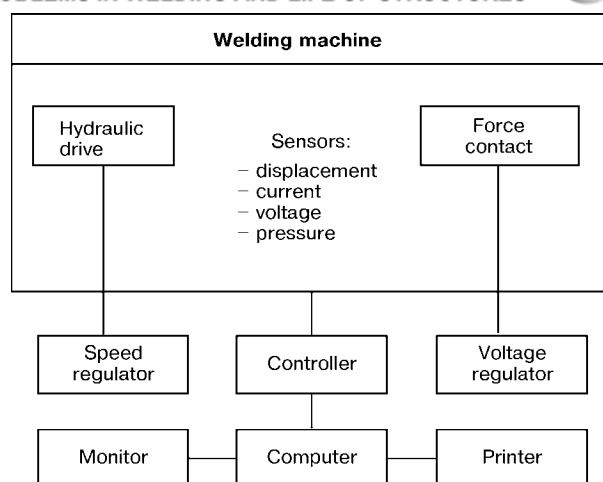 Welding machine
Hydraulic
drive
Sensors:
– displacement
– current
– voltage
– pressure
Force
contact
Speed
regulator
Controller
Voltage
regulator
Monitor
Computer
Printer